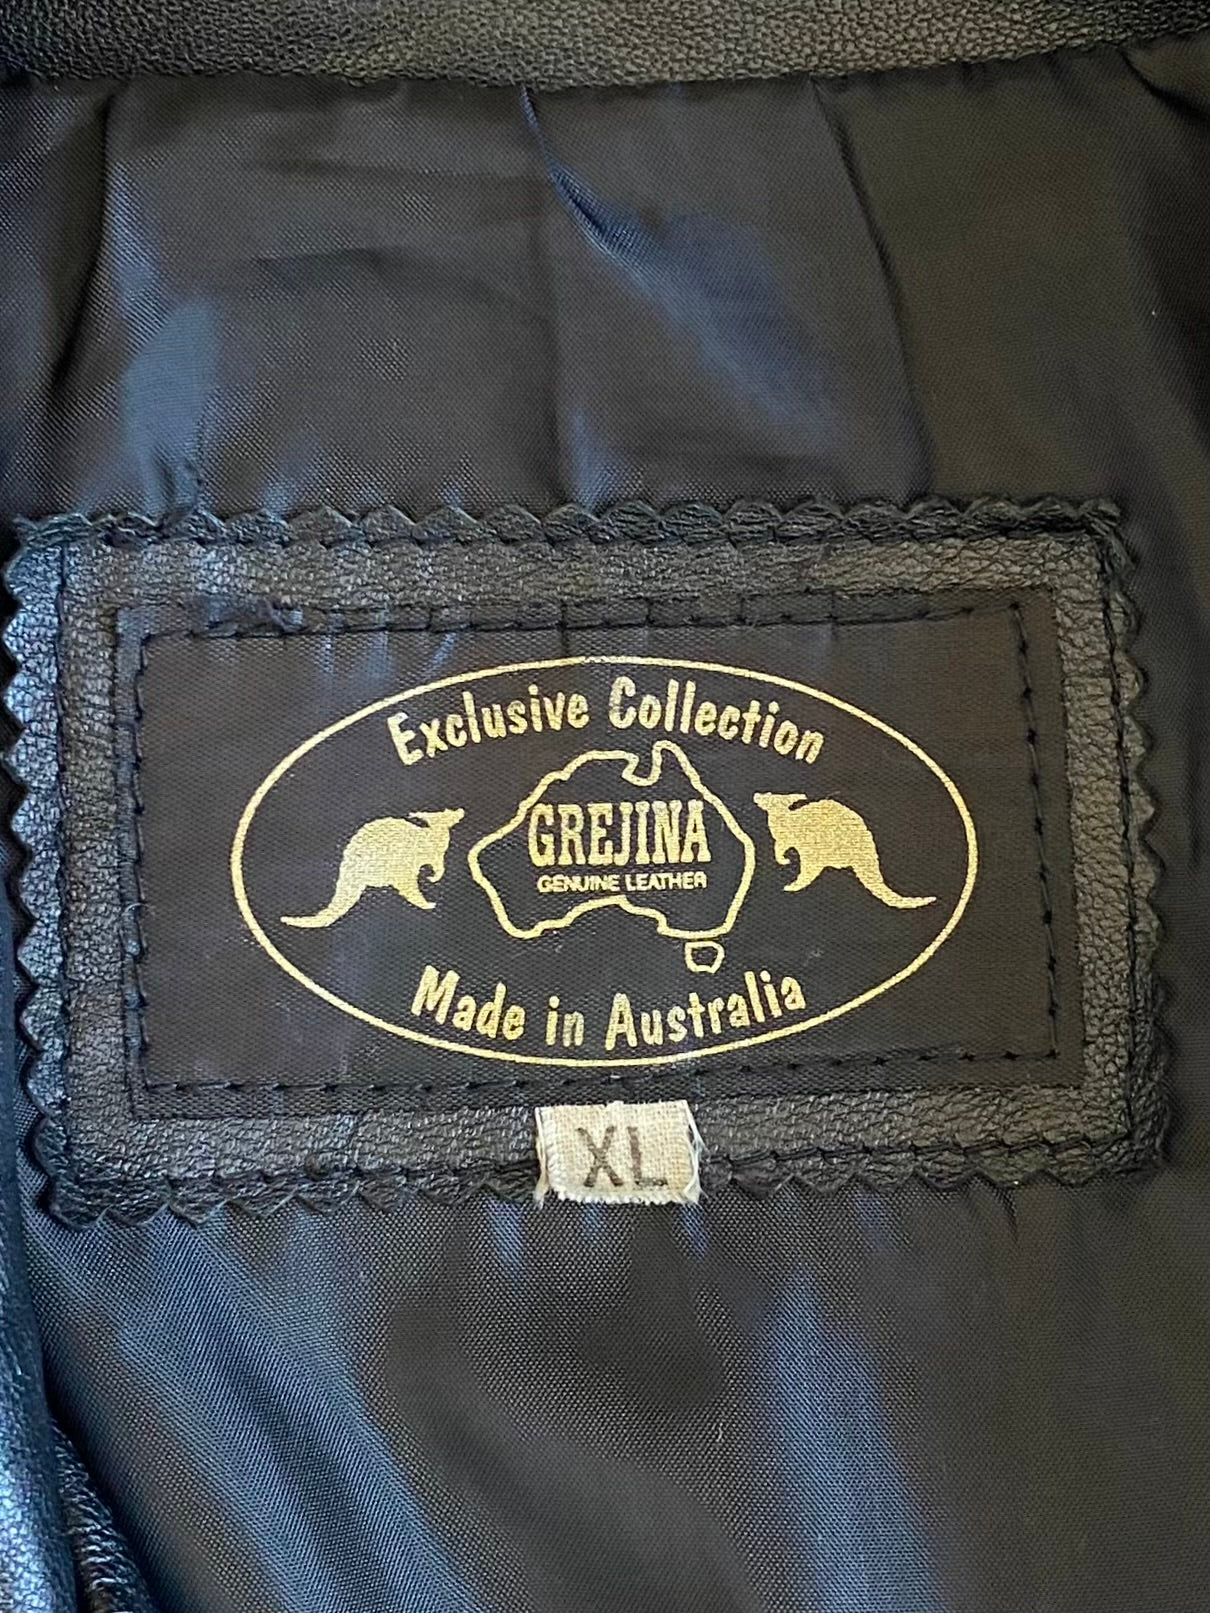 Exclusive Collection
GREJINA
GENUINE LEATHER
Made in Australia
XL